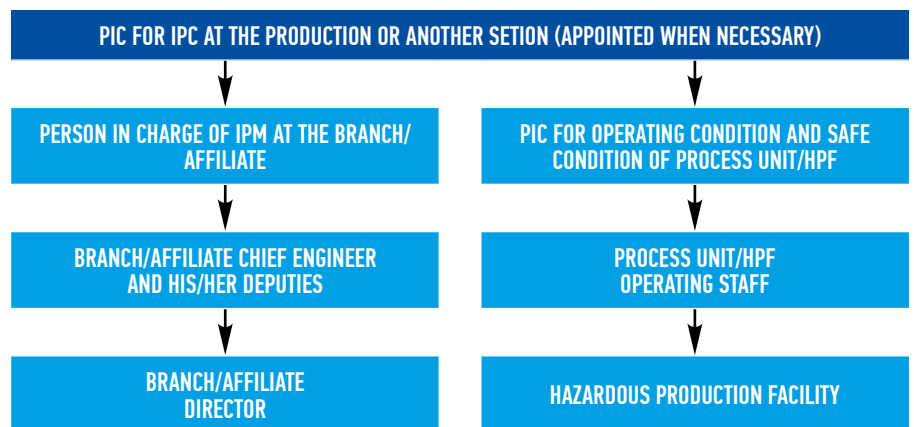 PIC FOR IPC AT THE PRODUCTION OR ANOTHER SETION (APPOINTED WHEN NECESSARY)
PERSON IN CHARGE OF IPM AT THE BRANCH/
AFFILIATE
PIC FOR OPERATING CONDITION AND SAFE
CONDITION OF PROCESS UNIT/HPF
BRANCH/AFFILIATE CHIEF ENGINEER
AND HIS/HER DEPUTIES
PROCESS UNIT/HPF
OPERATING STAFF
BRANCH/AFFILIATE
DIRECTOR
HAZARDOUS PRODUCTION FACILITY